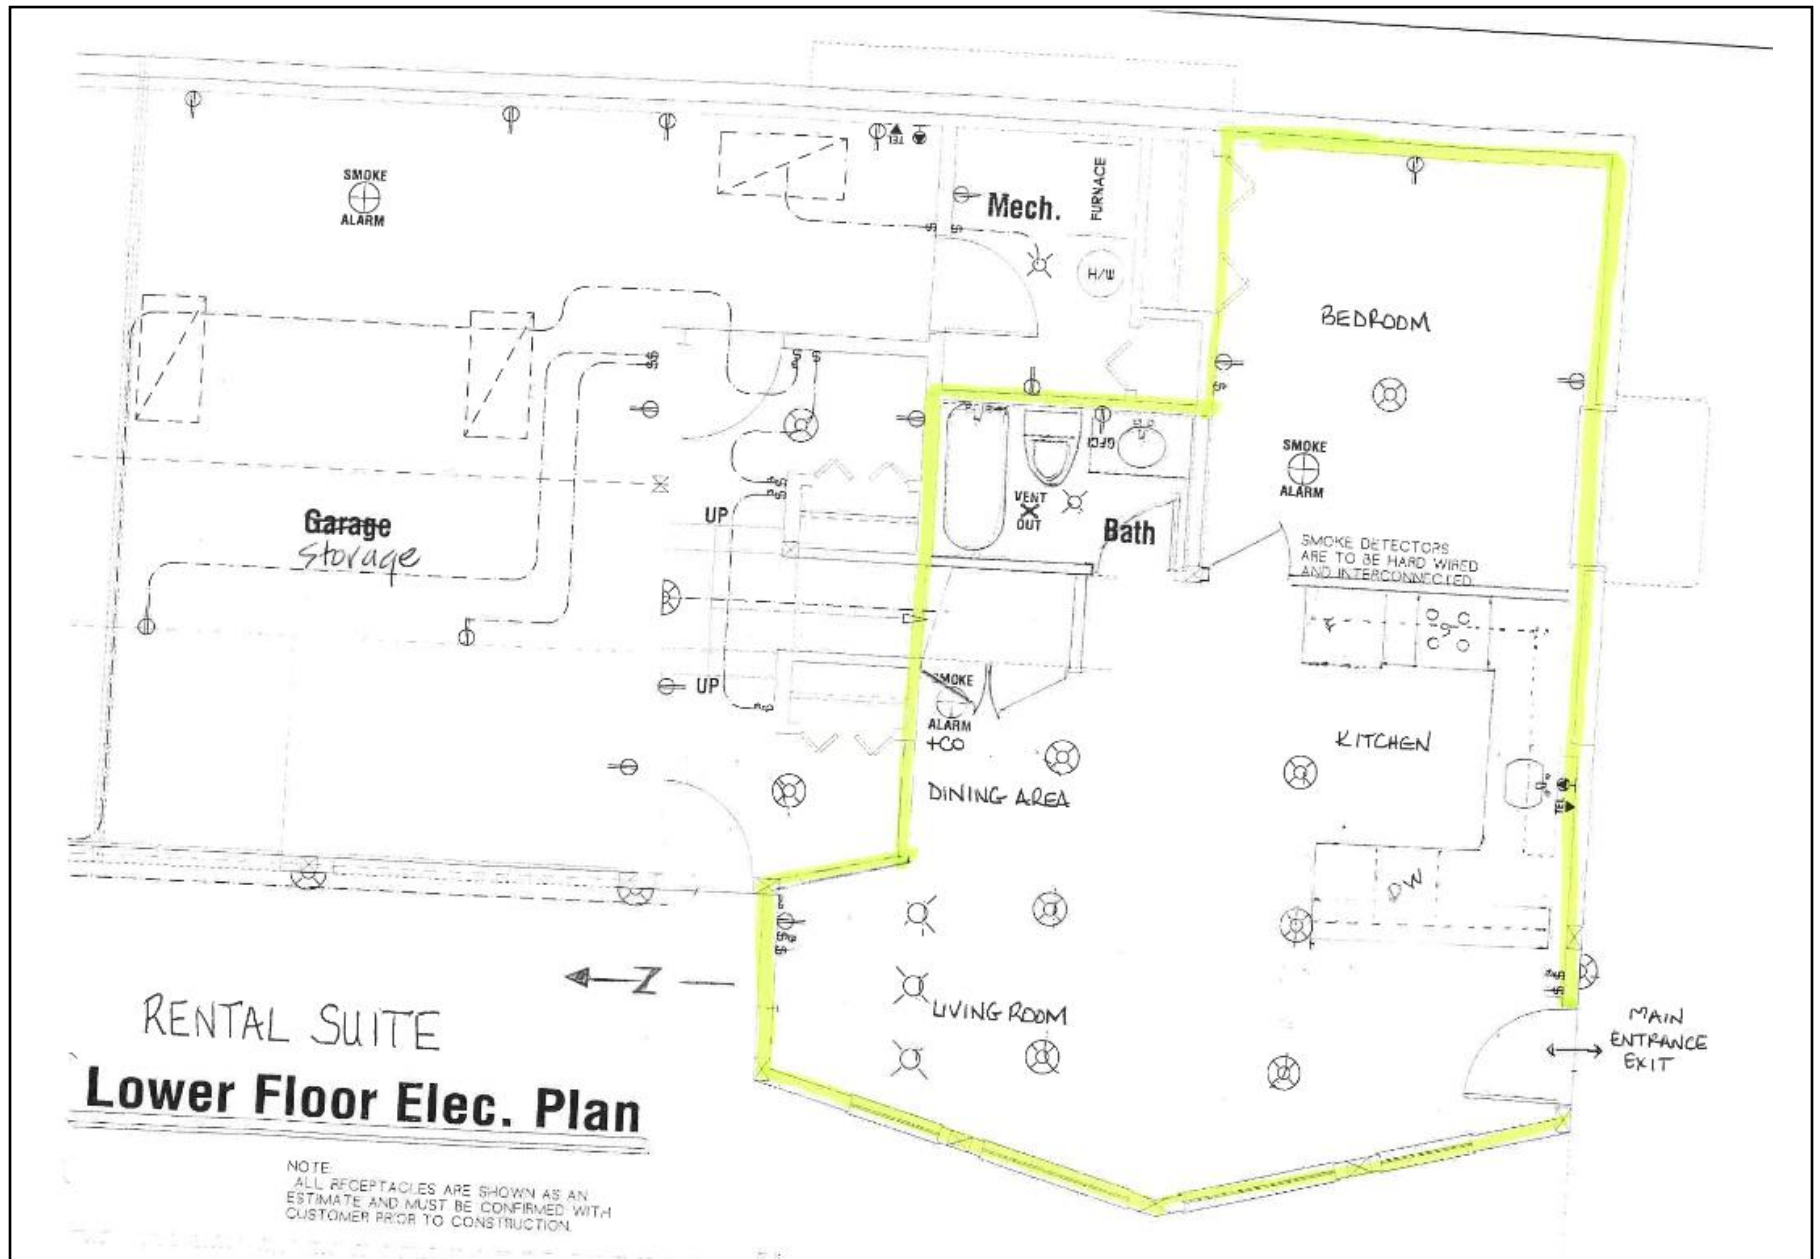 SMOKE
ALARM
TEL
Mech.
FURNACE
H/W
BEDROOM
Garage
Storage
UP
GFCI
VENT
OUT
Bath
SMOKE
ALARM
SMOKE DETECTORS
ARE TO BE HARD WIRED
AND INTERCONNECTED.
UP
SMOKE
ALARM
+CO
DINING AREA
KITCHEN
TEL
DW
N
LIVING ROOM
MAIN
ENTRANCE
EXIT
RENTAL SUITE
Lower Floor Elec. Plan
NOTE:
ALL RECEPTACLES ARE SHOWN AS AN
ESTIMATE AND MUST BE CONFIRMED WITH
CUSTOMER PRIOR TO CONSTRUCTION.